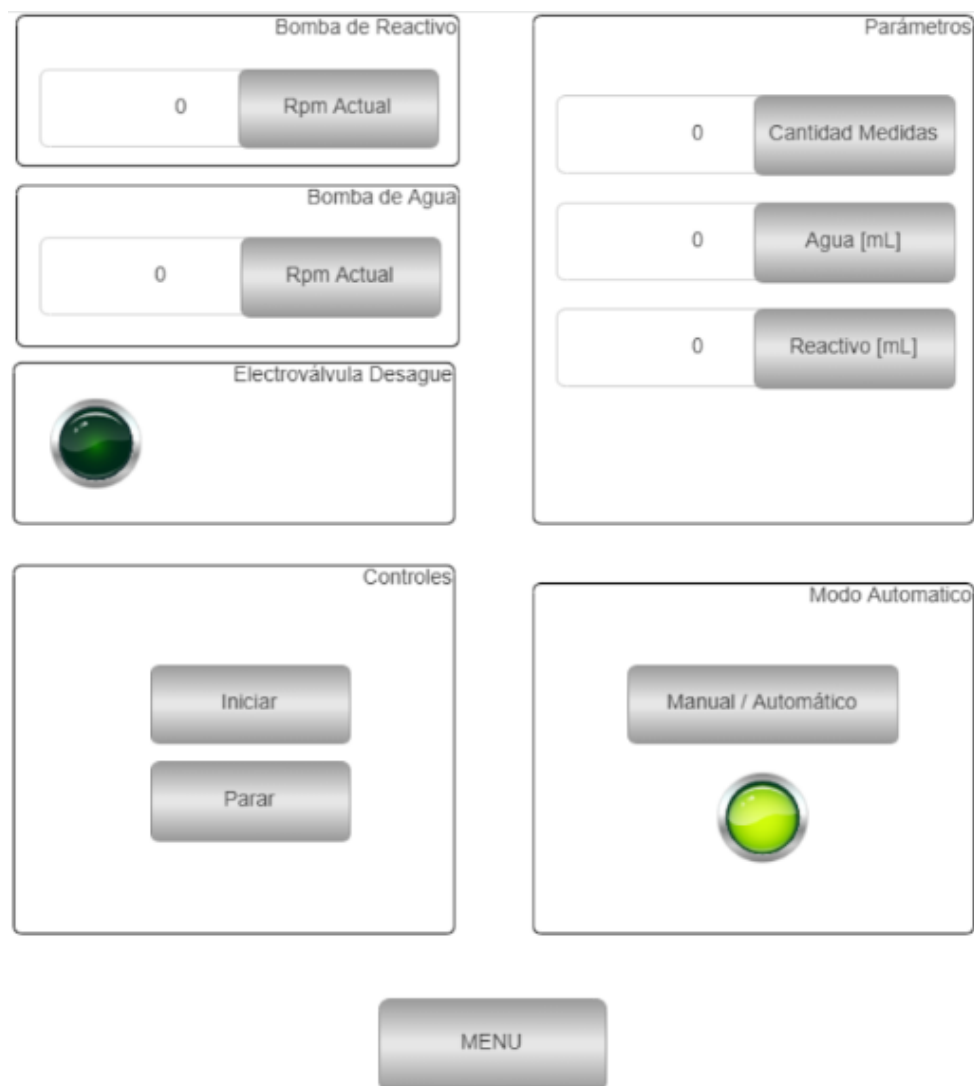 Bomba de Reactivo
0 Rpm Actual
Bomba de Agua
0 Rpm Actual
Electroválvula Desague
Parámetros
0 Cantidad Medidas
0 Agua [mL]
0 Reactivo [mL]
Controles
Iniciar
Parar
Modo Automatico
Manual / Automático
MENU